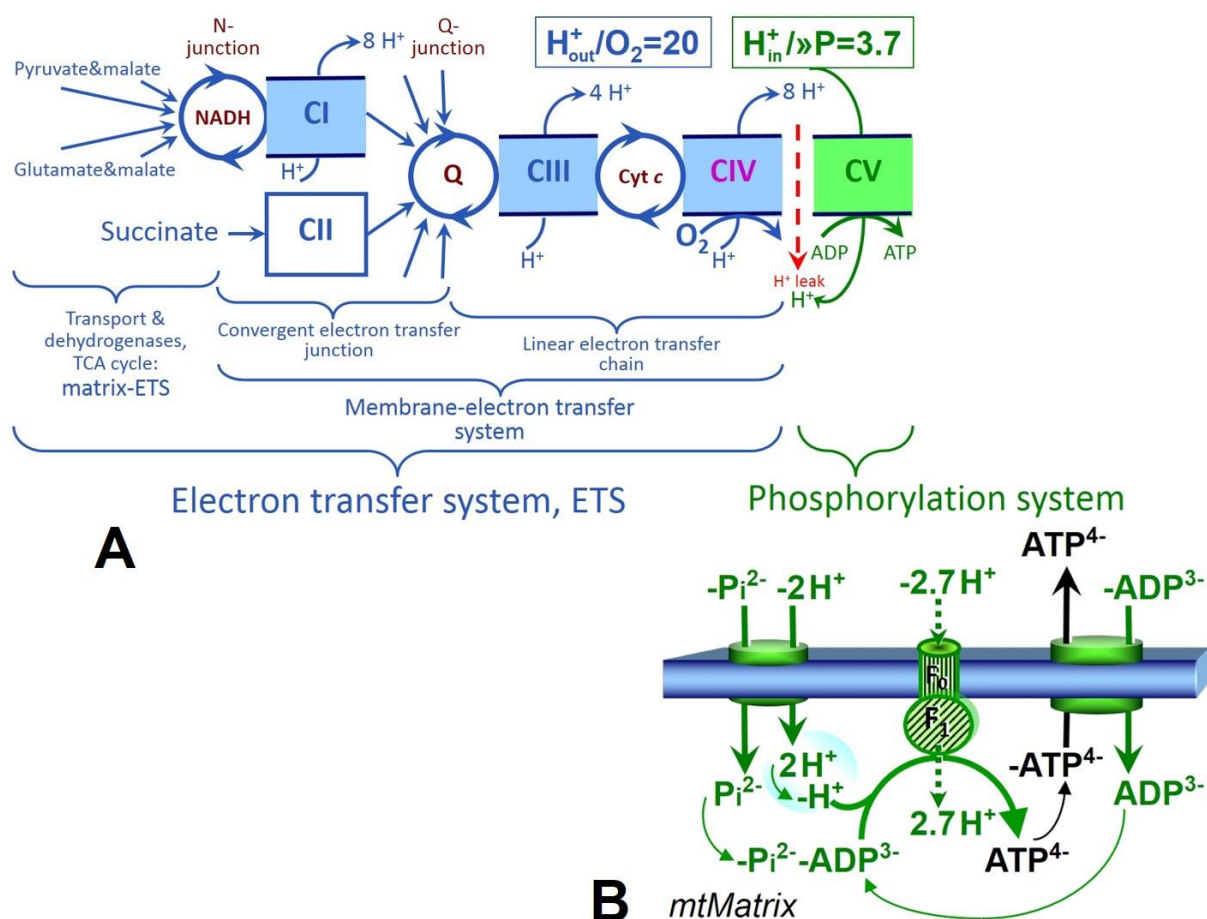 N-
junction
8 H+
Q-
junction
H+out/O2=20
H+in/»P=3.7
Pyruvate&malate
NADH
CI
4 H+
8 H+
Glutamate&malate
H+
Q
CIII
Cyt c
CIV
CV
Succinate
CII
H+
O2
H+
ADP
ATP
H+ leak
H+
Transport &
dehydrogenases,
TCA cycle:
matrix-ETS
Convergent electron transfer
junction
Linear electron transfer
chain
Membrane-electron transfer
system
Electron transfer system, ETS
Phosphorylation system
A
ATP4-
-Pi2-
-2H+
-2.7H+
-ADP3-
F0
F1
2H+
-H+
Pi2-
2.7H+
-ATP4-
ADP3-
-Pi2--ADP3-
ATP4-
B
mtMatrix